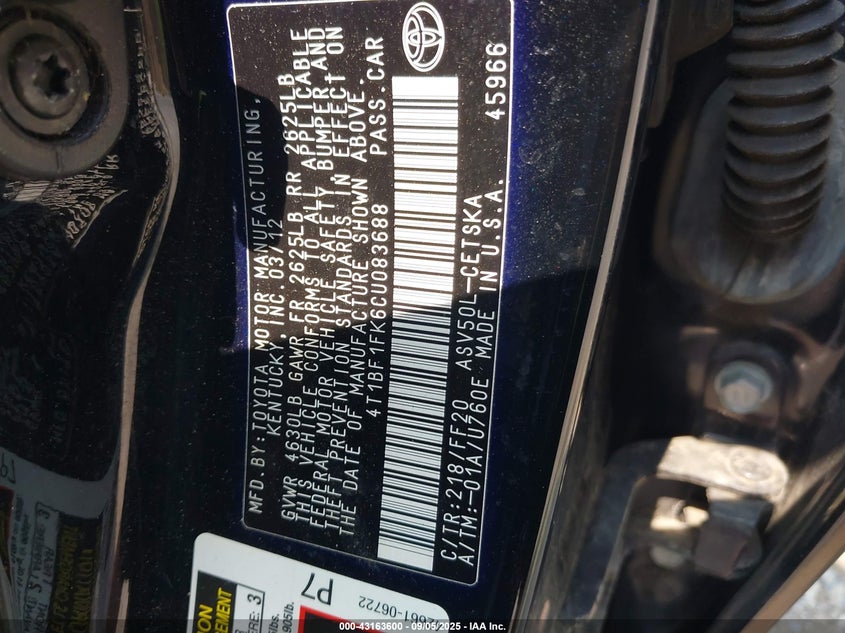 MFD.BY:TOYOTA MOTOR MANUFACTURING,
KENTUCKY, INC. 03/12
GVWR 4630LB GAWR FR 2625LB RR 2625LB
THIS VEHICLE CONFORMS TO ALL APPLICABLE
FEDERAL MOTOR VEHICLE SAFETY, BUMPER AND
THEFT PREVENTION STANDARDS IN EFFECT ON
THE DATE OF MANUFACTURE SHOWN ABOVE.
4T1BF1FK6CU083688 PASS.CAR
C/TR:218/FF20 ASV50L-CETSKA 45966
A/TM:-01A/U760E MADE IN U.S.A.
661-06722
P7
3
000-43163600 - 09/05/2025 - IAA Inc.